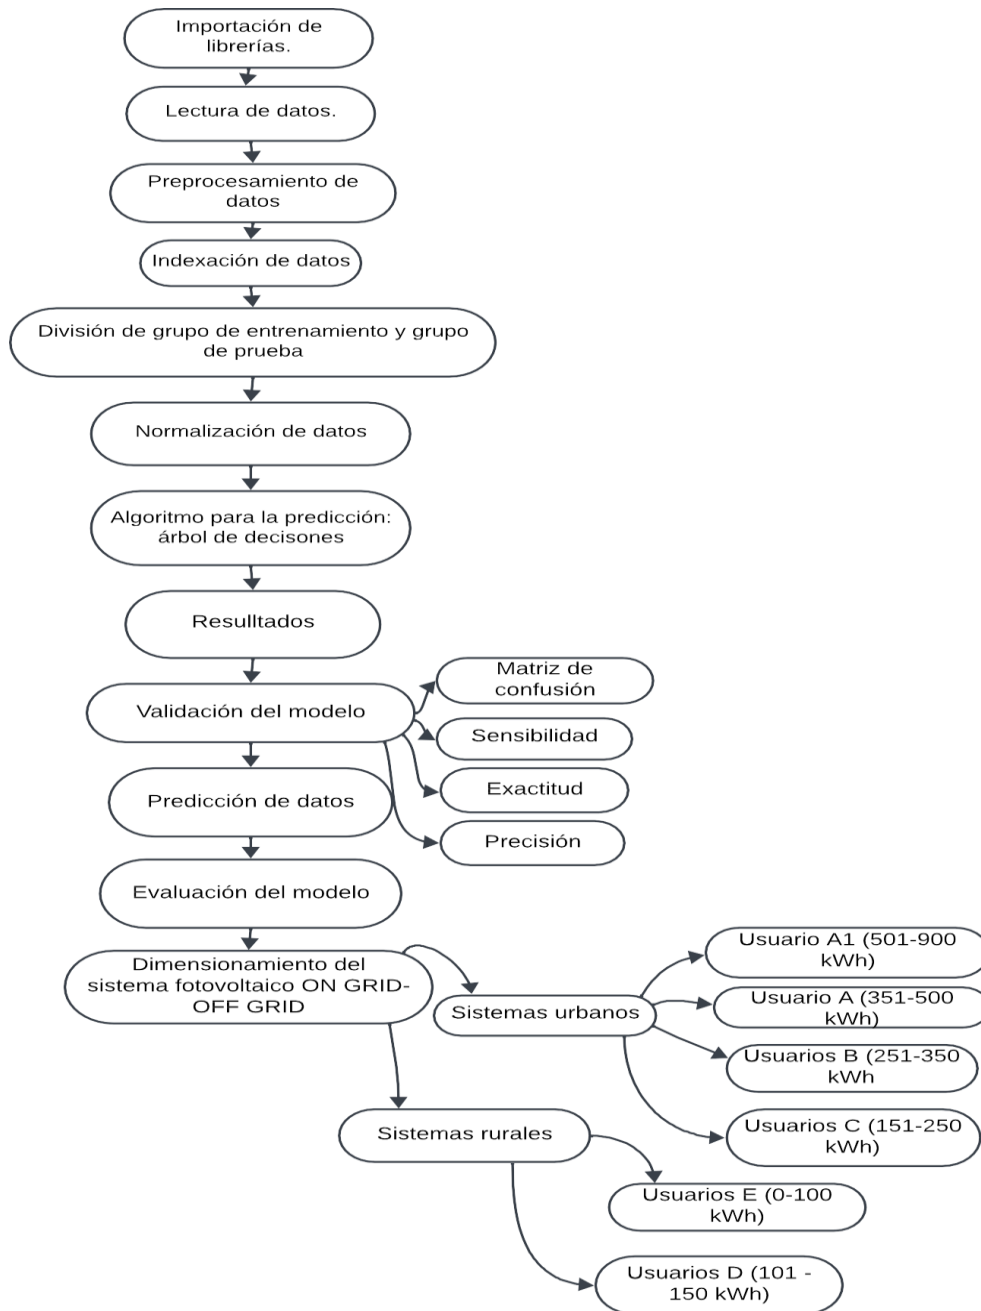 Importación de
librerías.
Lectura de datos.
Preprocesamiento de
datos
Indexación de datos
División de grupo de entrenamiento y grupo
de prueba
Normalización de datos
Algoritmo para la predicción:
árbol de decisones
Resulltados
Validación del modelo
Matriz de
confusión
Sensibilidad
Exactitud
Precisión
Predicción de datos
Evaluación del modelo
Dimensionamiento del
sistema fotovoltaico ON GRID-
OFF GRID
Sistemas urbanos
Usuario A1 (501-900
kWh)
Usuario A (351-500
kWh)
Usuarios B (251-350
kWh
Usuarios C (151-250
kWh)
Sistemas rurales
Usuarios E (0-100
kWh)
Usuarios D (101 -
150 kWh)